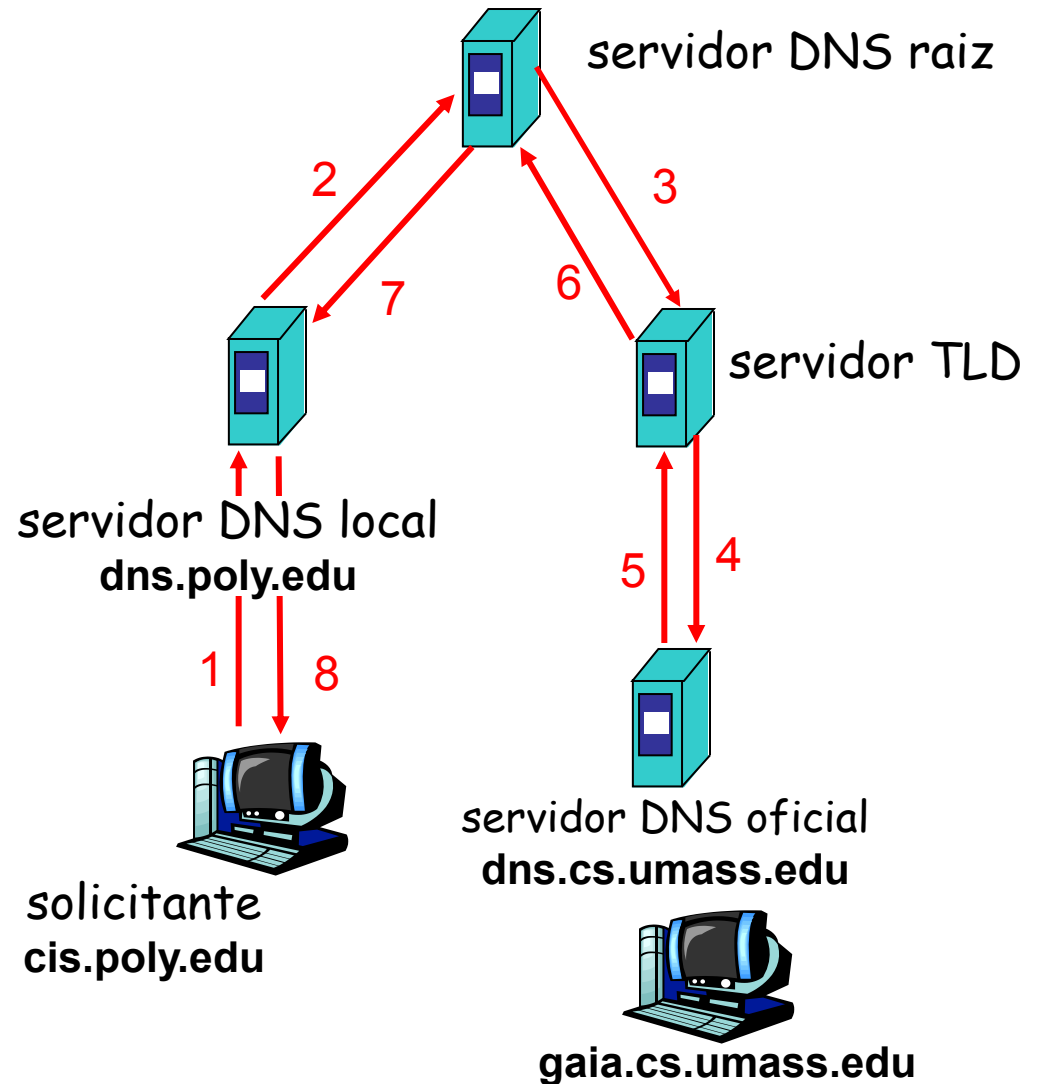 servidor DNS raiz
2
3
7
6
servidor TLD
servidor DNS local
dns.poly.edu
5
4
1
8
servidor DNS oficial
dns.cs.umass.edu
solicitante
cis.poly.edu
gaia.cs.umass.edu